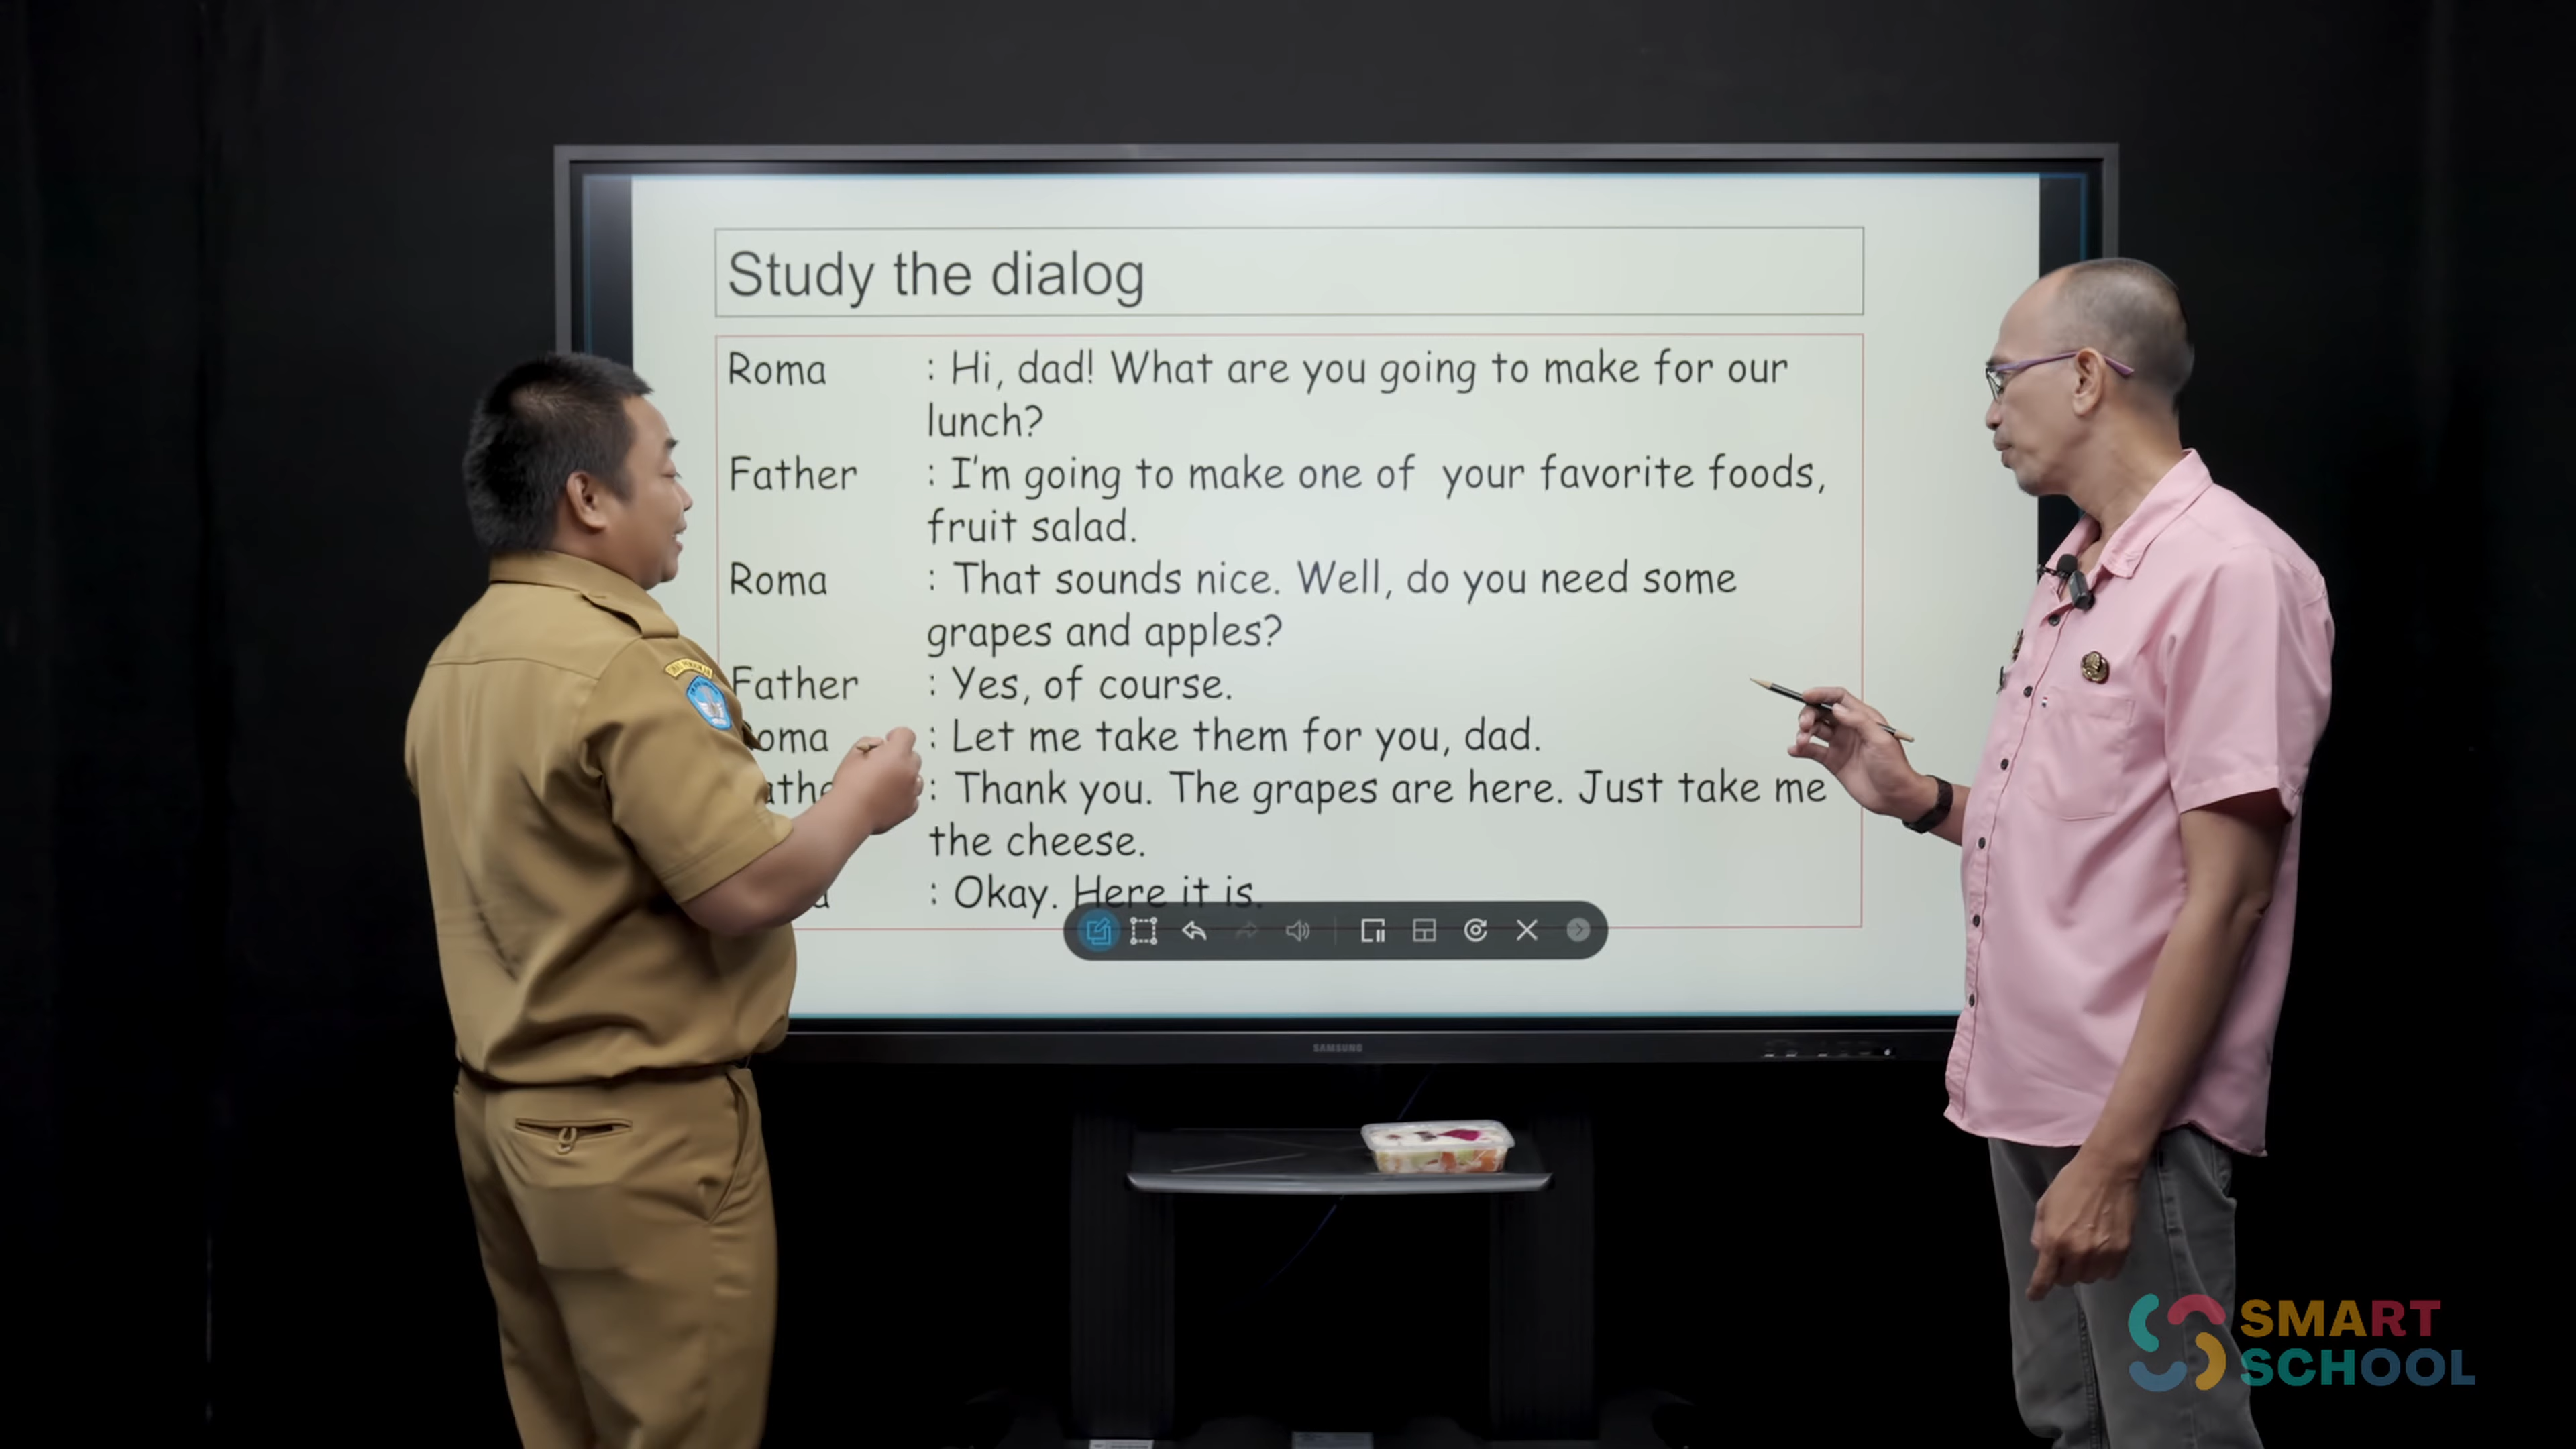 Study the dialog
Roma : Hi, dad! What are you going to make for our
lunch?
Father : I'm going to make one of your favorite foods,
fruit salad.
Roma : That sounds nice. Well, do you need some
grapes and apples?
Father : Yes, of course.
oma : Let me take them for you, dad.
athe : Thank you. The grapes are here. Just take me
the cheese.
a : Okay. Here it is.
SAMSUNG
SMART
SCHOOL